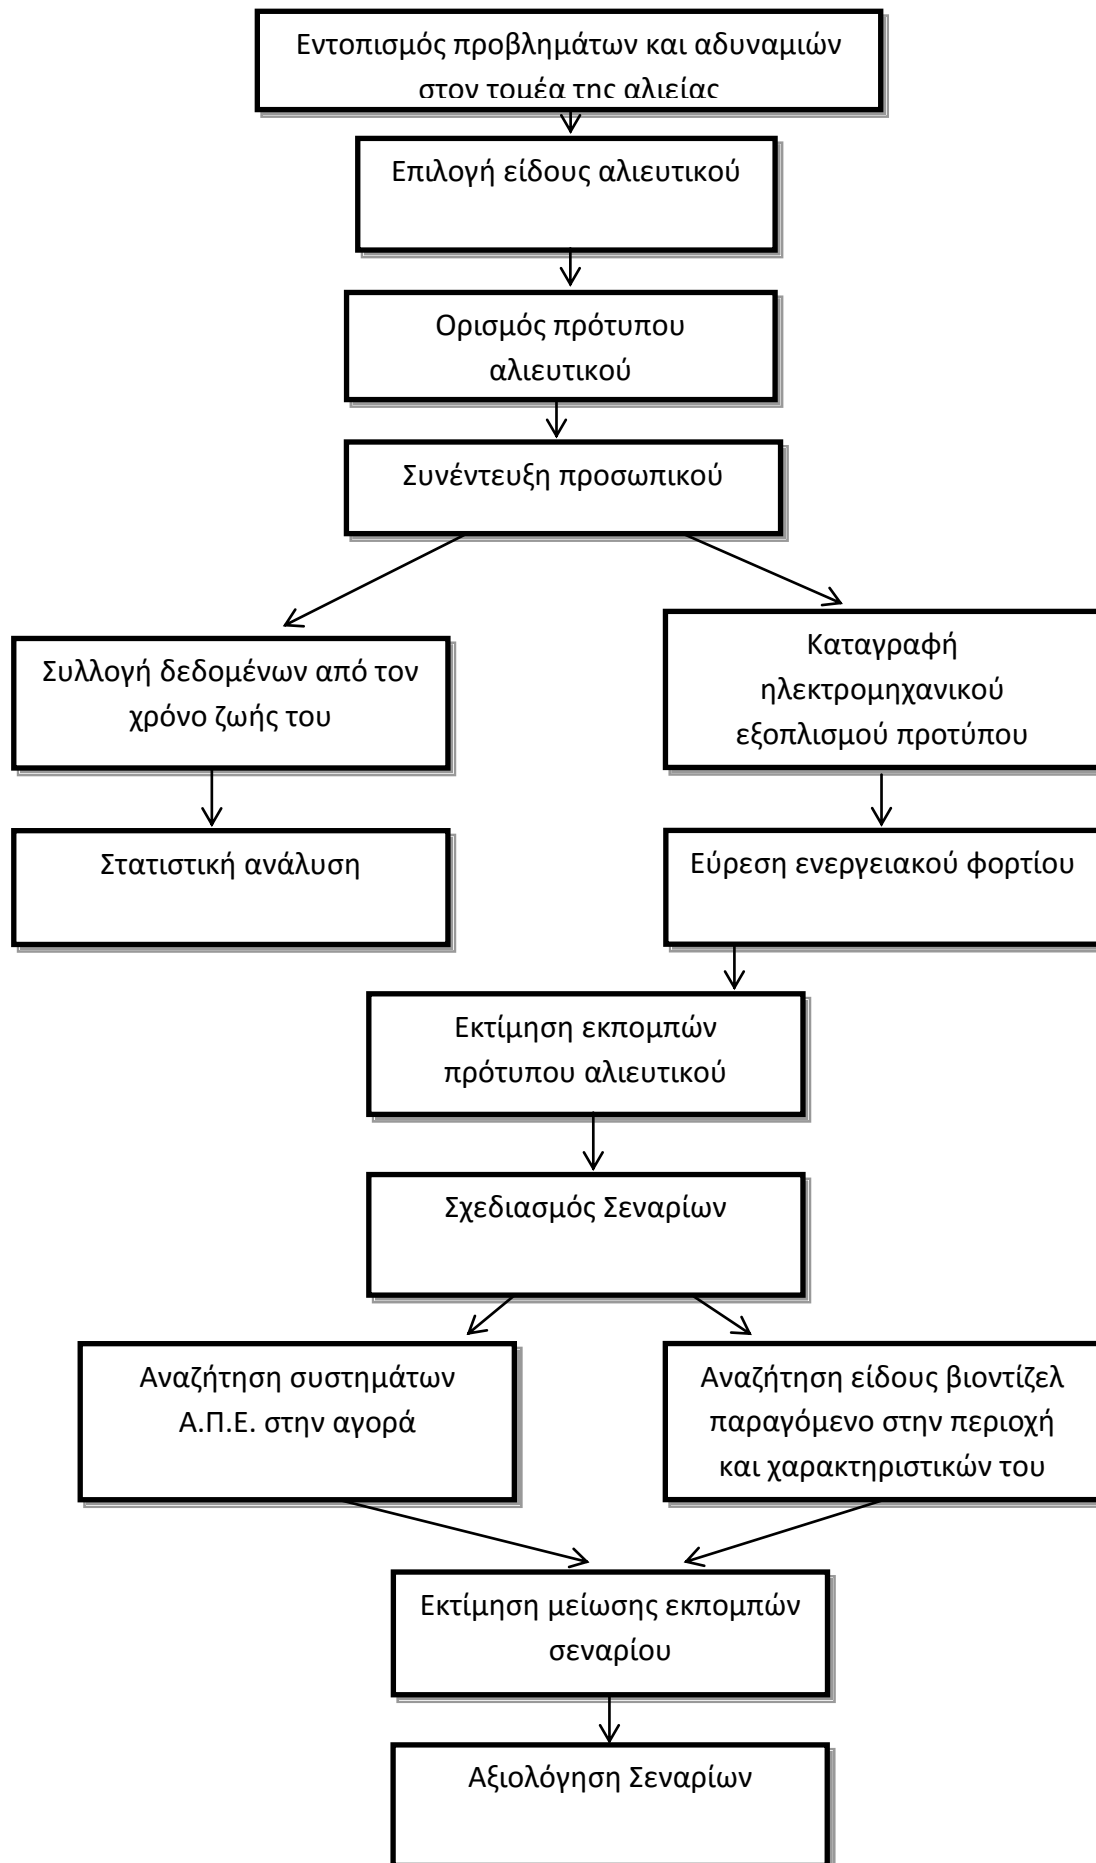 Εντοπισμός προβλημάτων και αδυναμιών
στον τομέα της αλιείας
Επιλογή είδους αλιευτικού
Ορισμός πρότυπου
αλιευτικού
Συνέντευξη προσωπικού
Συλλογή δεδομένων από τον
χρόνο ζωής του
Καταγραφή
ηλεκτρομηχανικού
εξοπλισμού προτύπου
Στατιστική ανάλυση
Εύρεση ενεργειακού φορτίου
Εκτίμηση εκπομπών
πρότυπου αλιευτικού
Σχεδιασμός Σεναρίων
Αναζήτηση συστημάτων
Α.Π.Ε. στην αγορά
Αναζήτηση είδους βιοντίζελ
παραγόμενο στην περιοχή
και χαρακτηριστικών του
Εκτίμηση μείωσης εκπομπών
σεναρίου
Αξιολόγηση Σεναρίων